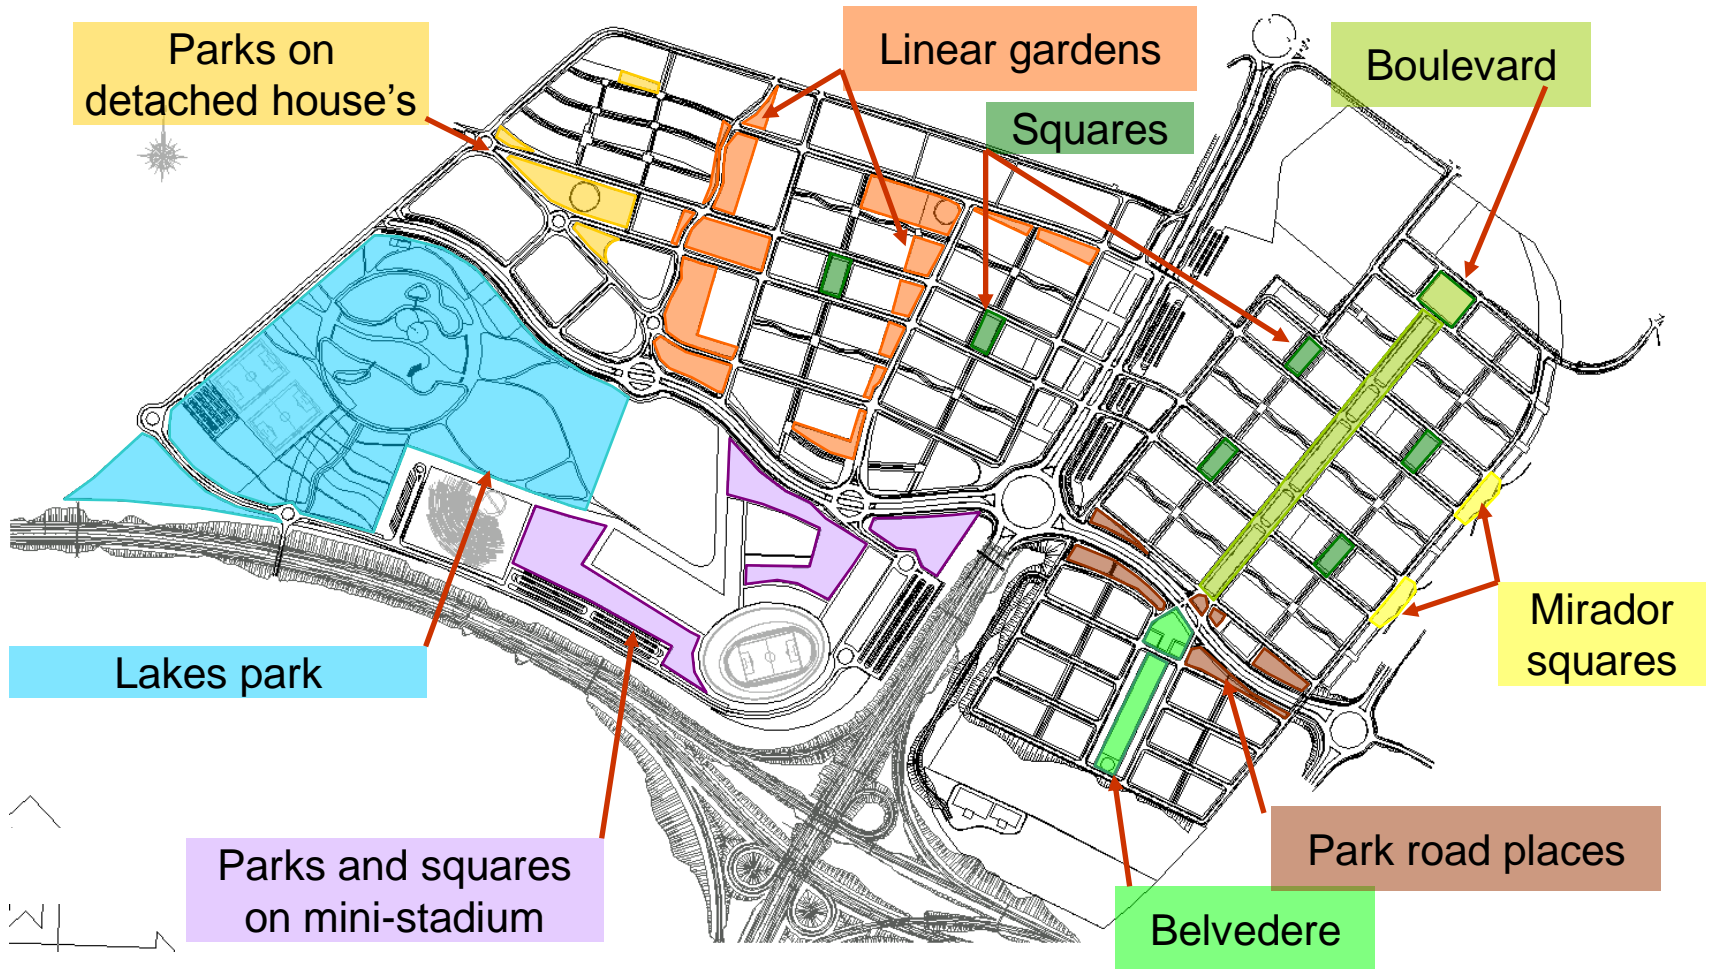 Parks on
detached house's
Linear gardens
Boulevard
Squares
Lakes park
Mirador
squares
Parks and squares
on mini-stadium
Park road places
Belvedere